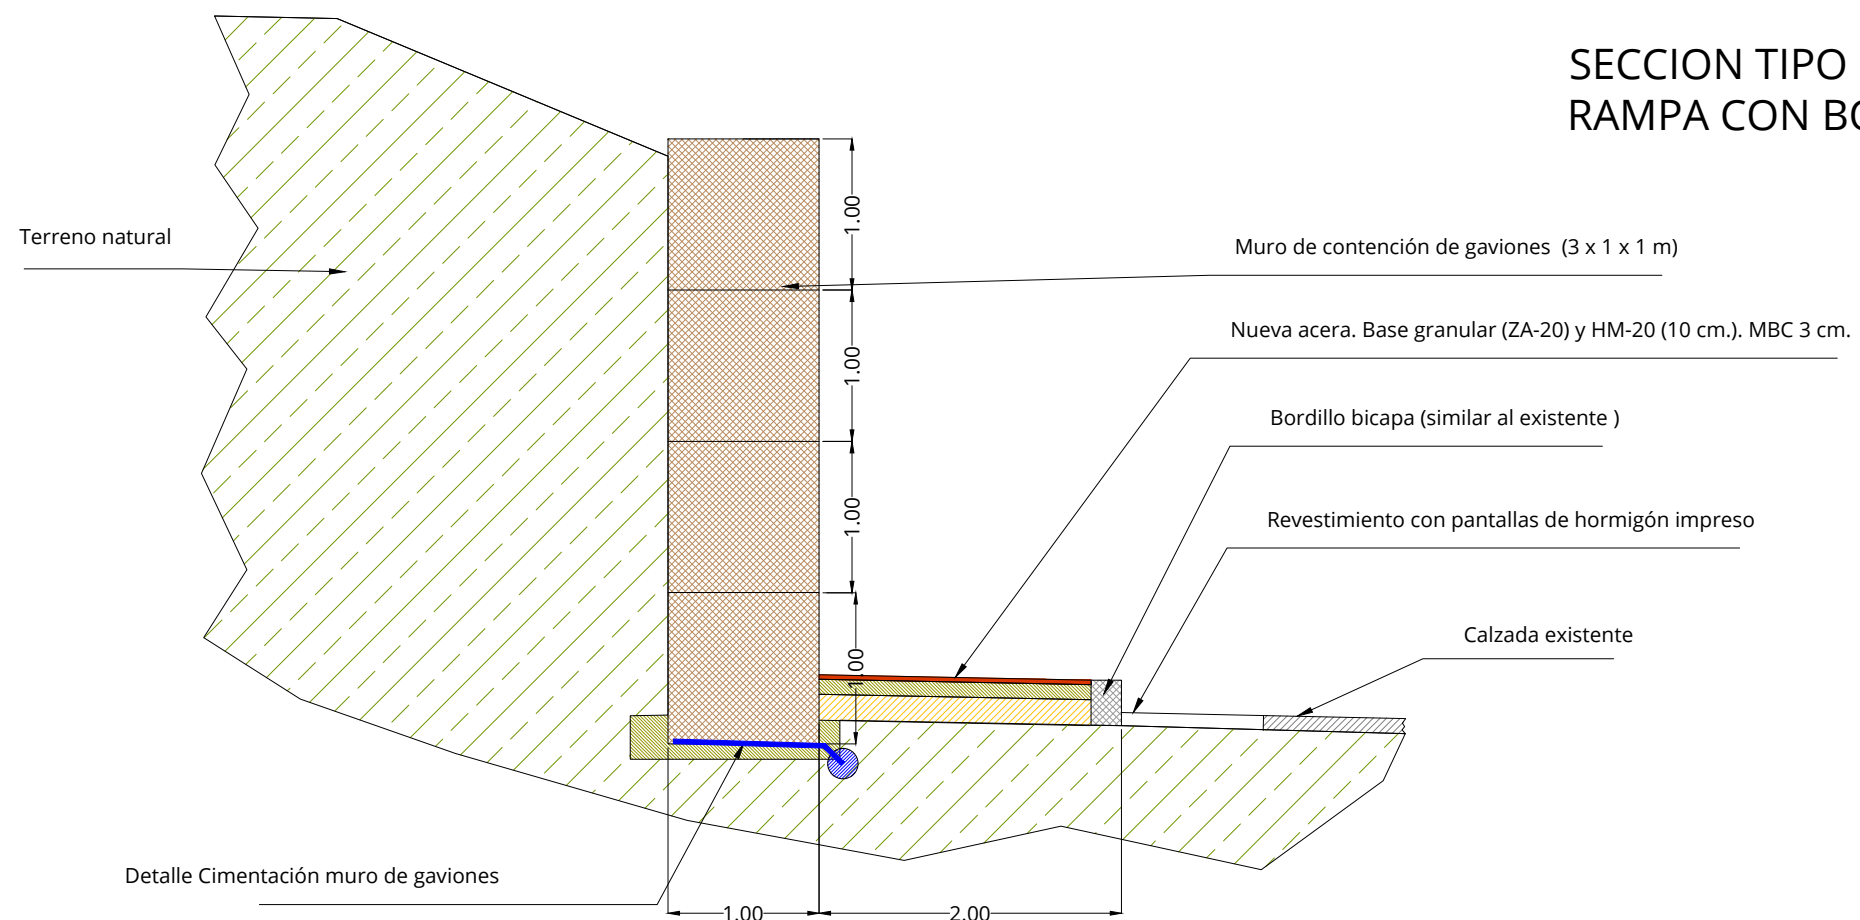 SECCION TIPO
RAMPA CON
Terreno natural
Muro de contención de gaviones (3 x 1 x 1 m)
Nueva acera. Base granular (ZA-20) y HM-20 (10 cm.). MBC 3 cm.
Bordillo bicapa (similar al existente )
Revestimiento con pantallas de hormigón impreso
Calzada existente
Detalle Cimentación muro de gaviones
1.00
1.00
1.00
1.00
1.00
2.00